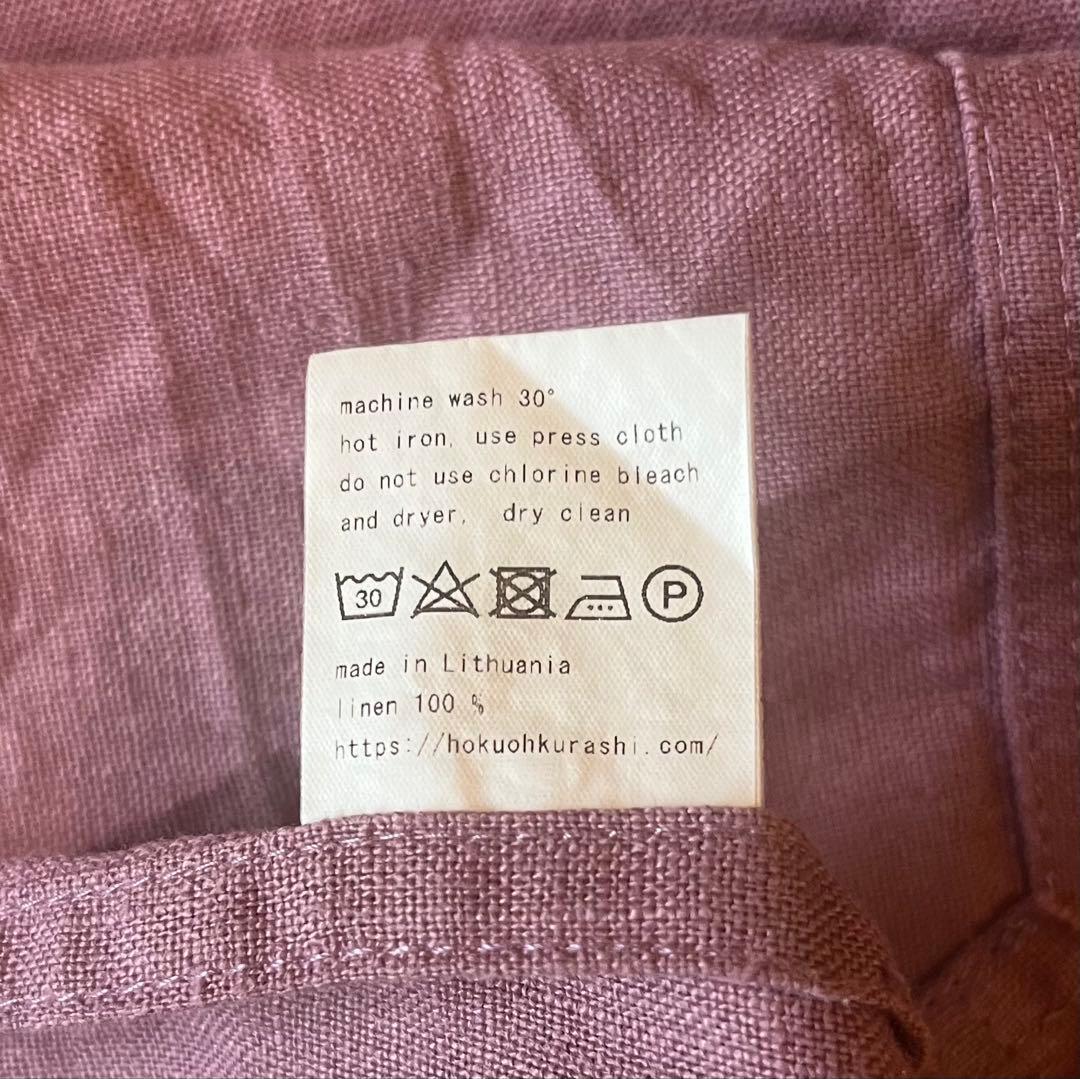 machine wash 30°
hot iron, use press cloth
do not use chlorine bleach
and dryer, dry clean
30 P
made in Lithuania
linen 100 %
https://hokuohkurashi.com/